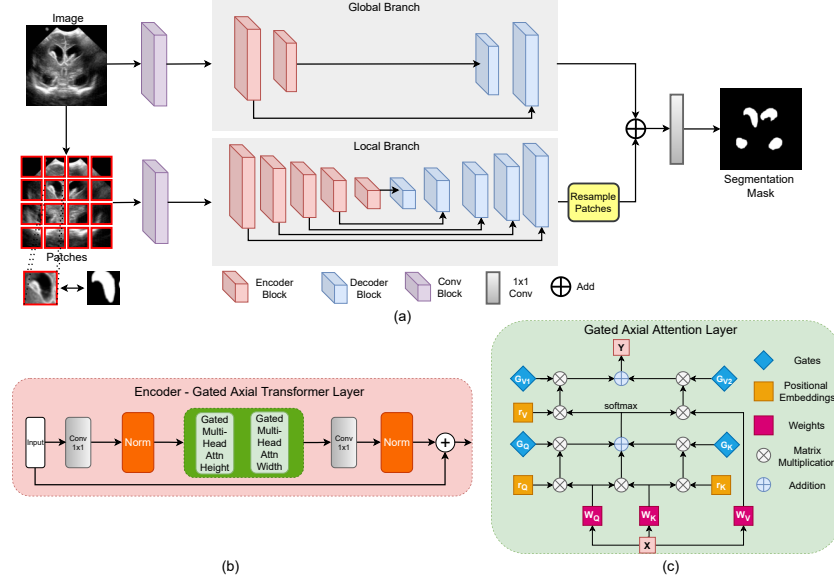 Image
Global Branch
Local Branch
Patches
Resample
Patches
Segmentation
Mask
Encoder
Block
Decoder
Block
Conv
Block
1x1
Conv
Add
(a)
Encoder - Gated Axial Transformer Layer
Input
Conv
1x1
Norm
Gated
Multi-
Head
Attn
Height
Gated
Multi-
Head
Attn
Width
Conv
1x1
Norm
(b)
Gated Axial Attention Layer
Y
G_V1
G_V2
r_V
softmax
G_Q
G_K
r_Q
r_K
W_Q
W_K
W_V
X
Gates
Positional
Embeddings
Weights
Matrix
Multiplication
Addition
(c)